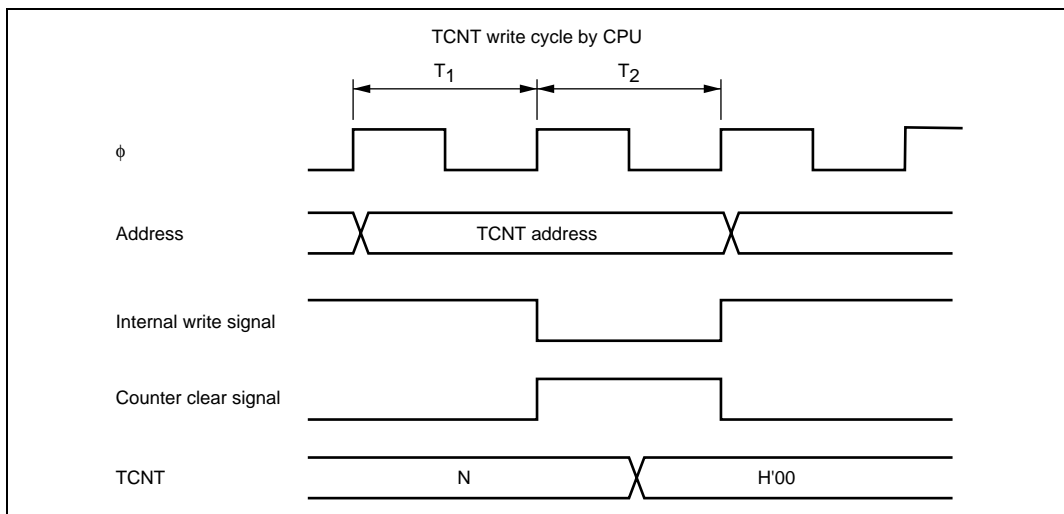 TCNT write cycle by CPU
T1 T2
ϕ
Address TCNT address
Internal write signal
Counter clear signal
TCNT N H'00